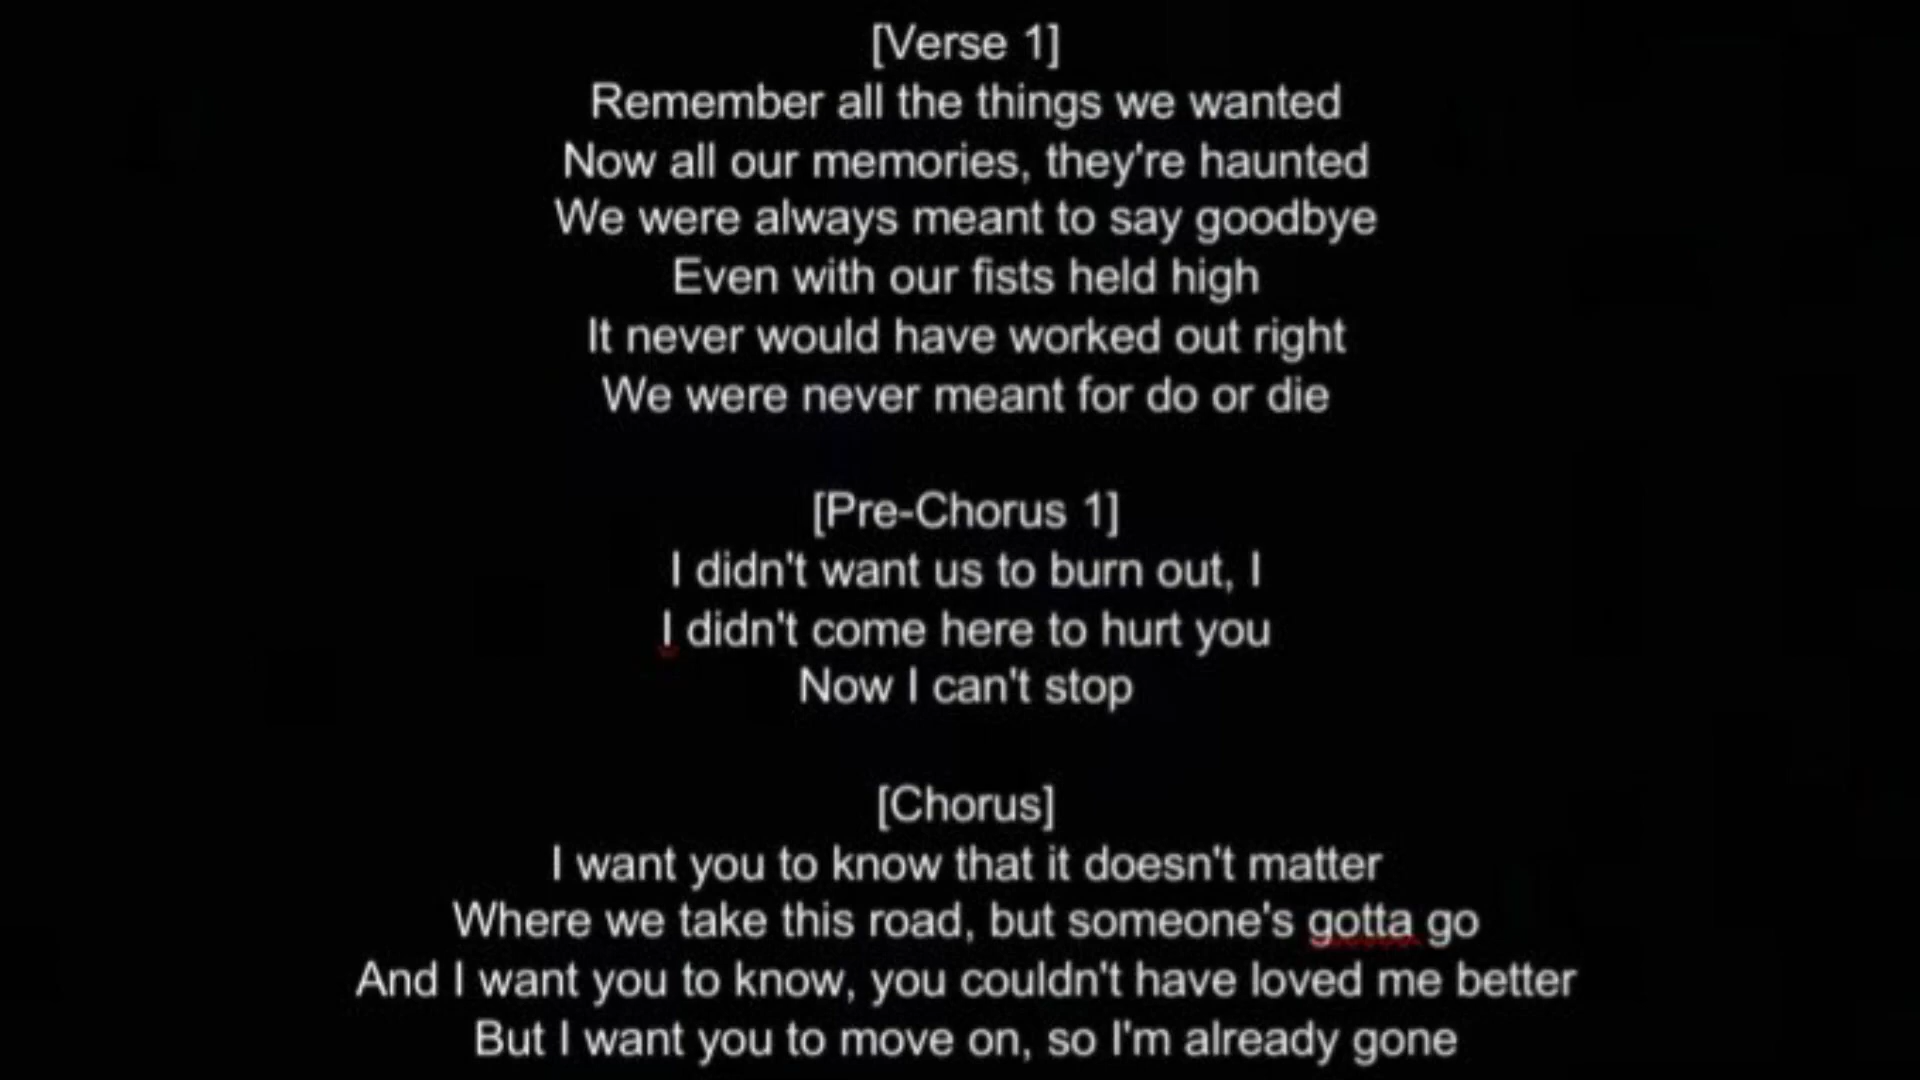 [Verse 1]
Remember all the things we wanted
Now all our memories, they're haunted
We were always meant to say goodbye
Even with our fists held high
It never would have worked out right
We were never meant for do or die
[Pre-Chorus 1]
I didn't want us to burn out, I
I didn't come here to hurt you
Now I can't stop
[Chorus]
I want you to know that it doesn't matter
Where we take this road, but someone's gotta go
And I want you to know, you couldn't have loved me better
But I want you to move on, so I'm already gone